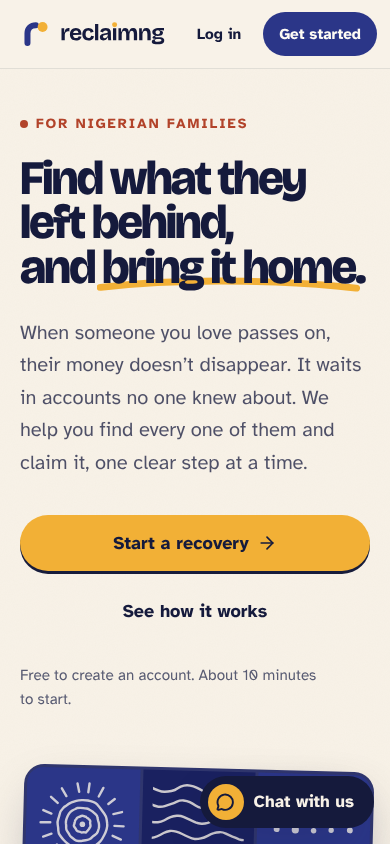 reclaimng
Log in
Get started
FOR NIGERIAN FAMILIES
Find what they
left behind,
and bring it home.
When someone you love passes on,
their money doesn’t disappear. It waits
in accounts no one knew about. We
help you find every one of them and
claim it, one clear step at a time.
Start a recovery →
See how it works
Free to create an account. About 10 minutes
to start.
Chat with us